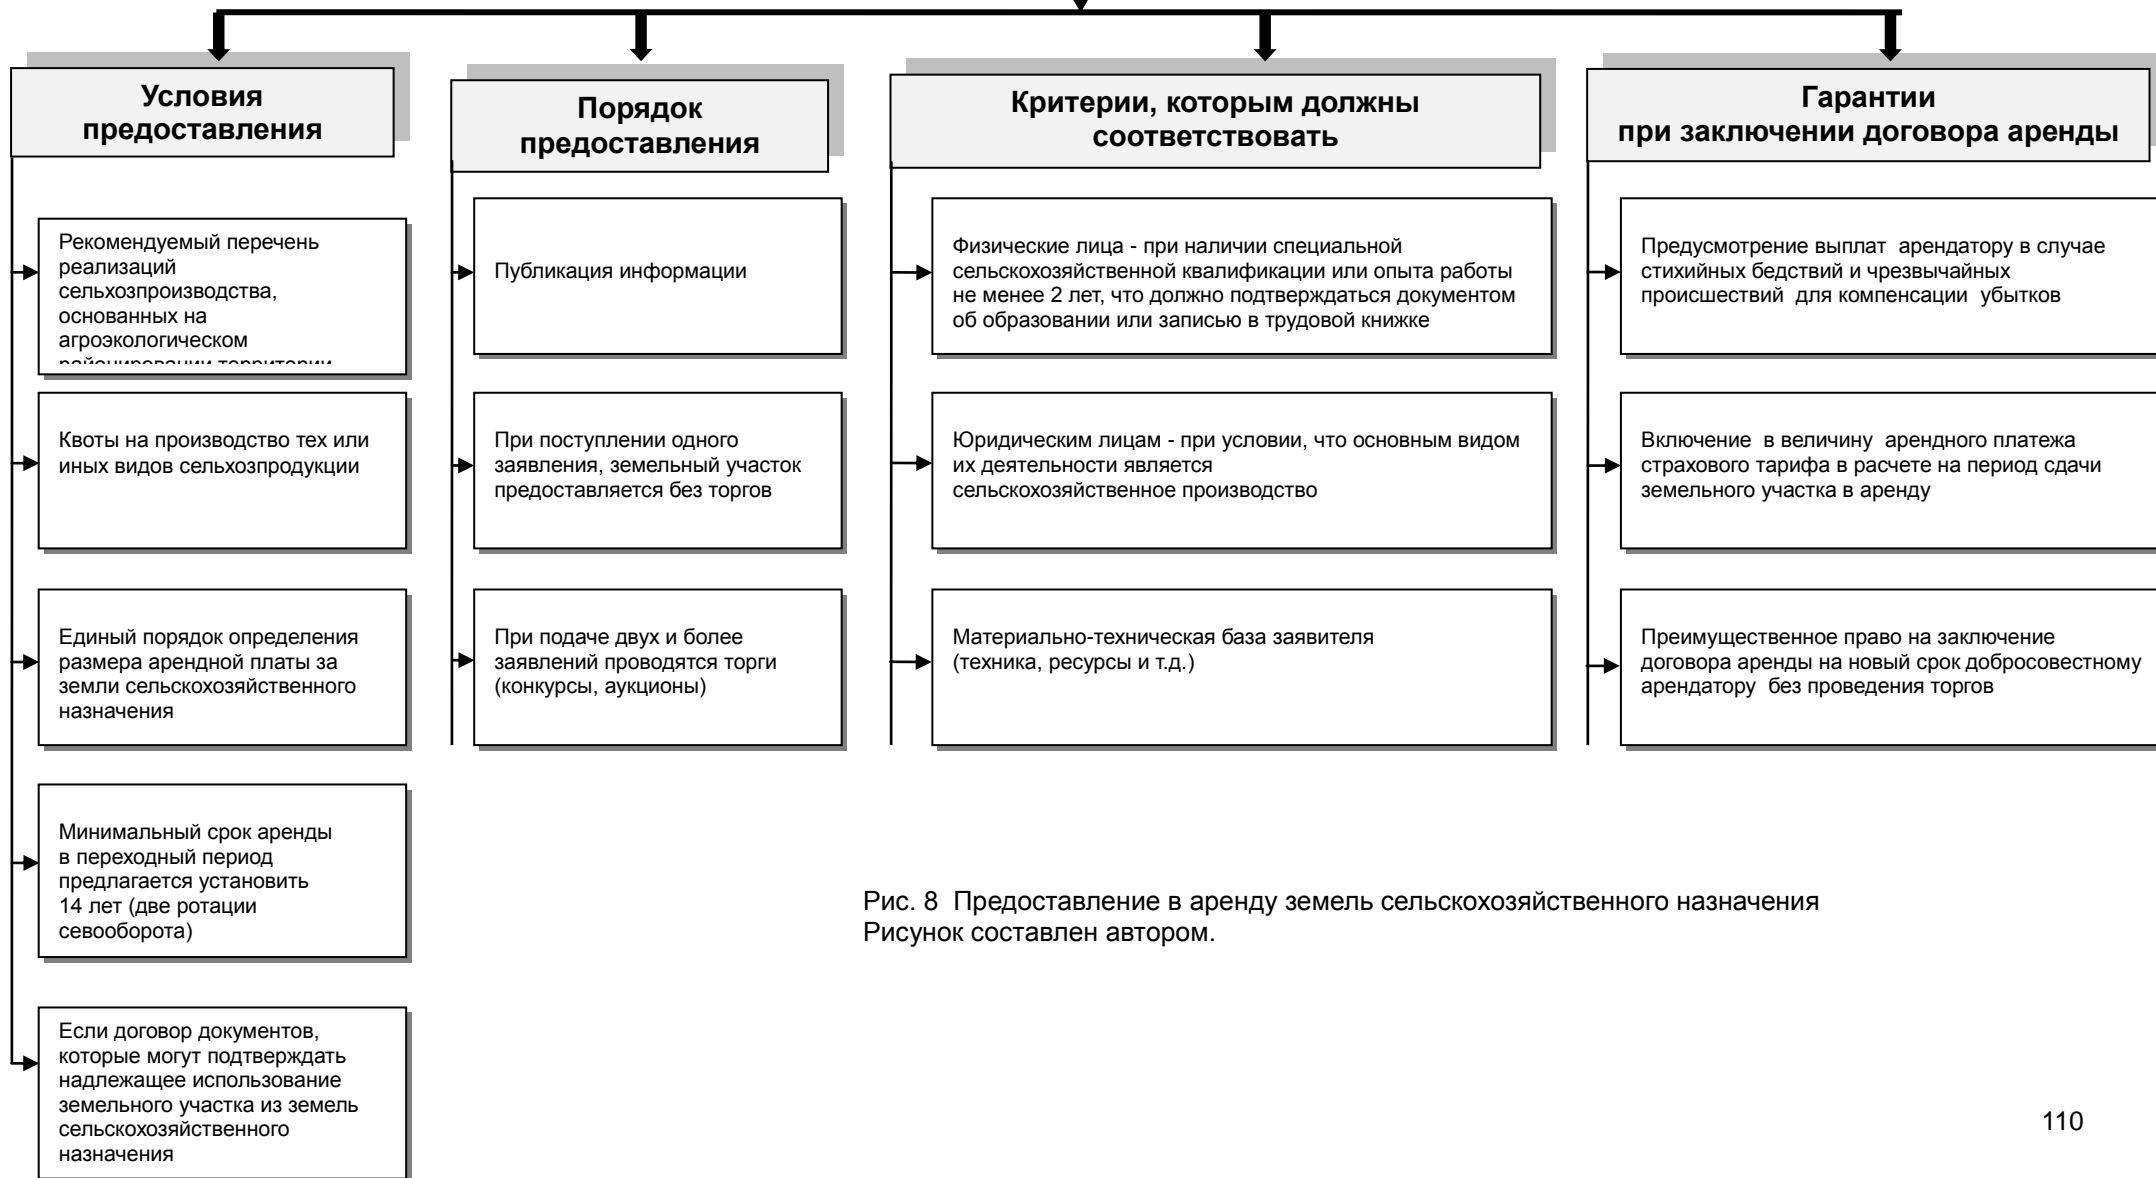 Условия
предоставления
Рекомендуемый перечень
реализаций
сельхозпроизводства,
основанных на
агроэкологическом
районировании территории
Квоты на производство тех или
иных видов сельхозпродукции
Единый порядок определения
размера арендной платы за
земли сельскохозяйственного
назначения
Минимальный срок аренды
в переходный период
предлагается установить
14 лет (две ротации
севооборота)
Если договор документов,
которые могут подтверждать
надлежащее использование
земельного участка из земель
сельскохозяйственного
назначения
Порядок
предоставления
Публикация информации
При поступлении одного
заявления, земельный участок
предоставляется без торгов
При подаче двух и более
заявлений проводятся торги
(конкурсы, аукционы)
Критерии, которым должны
соответствовать
Физические лица - при наличии специальной
сельскохозяйственной квалификации или опыта работы
не менее 2 лет, что должно подтверждаться документом
об образовании или записью в трудовой книжке
Юридическим лицам - при условии, что основным видом
их деятельности является
сельскохозяйственное производство
Материально-техническая база заявителя
(техника, ресурсы и т.д.)
Гарантии
при заключении договора аренды
Предусмотрение выплат арендатору в случае
стихийных бедствий и чрезвычайных
происшествий для компенсации убытков
Включение в величину арендного платежа
страхового тарифа в расчете на период сдачи
земельного участка в аренду
Преимущественное право на заключение
договора аренды на новый срок добросовестному
арендатору без проведения торгов
Рис. 8 Предоставление в аренду земель сельскохозяйственного назначения
Рисунок составлен автором.
110